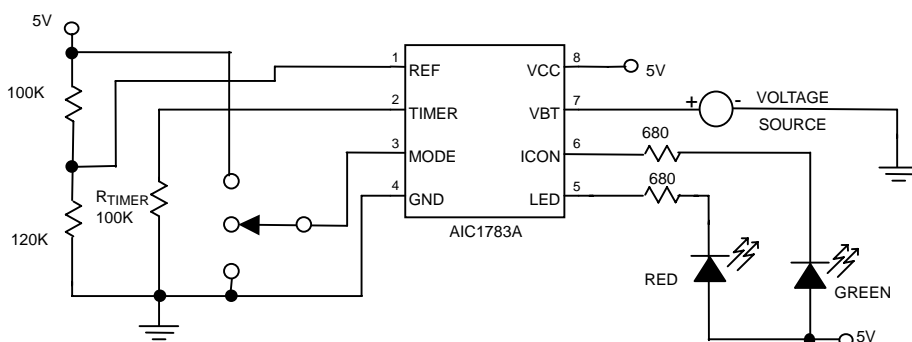 5V
100K
120K
R_TIMER
100K
1
REF
2
TIMER
3
MODE
4
GND
8
VCC
5V
7
VBT
+
-
VOLTAGE
SOURCE
6
ICON
680
5
LED
680
AIC1783A
RED
GREEN
5V